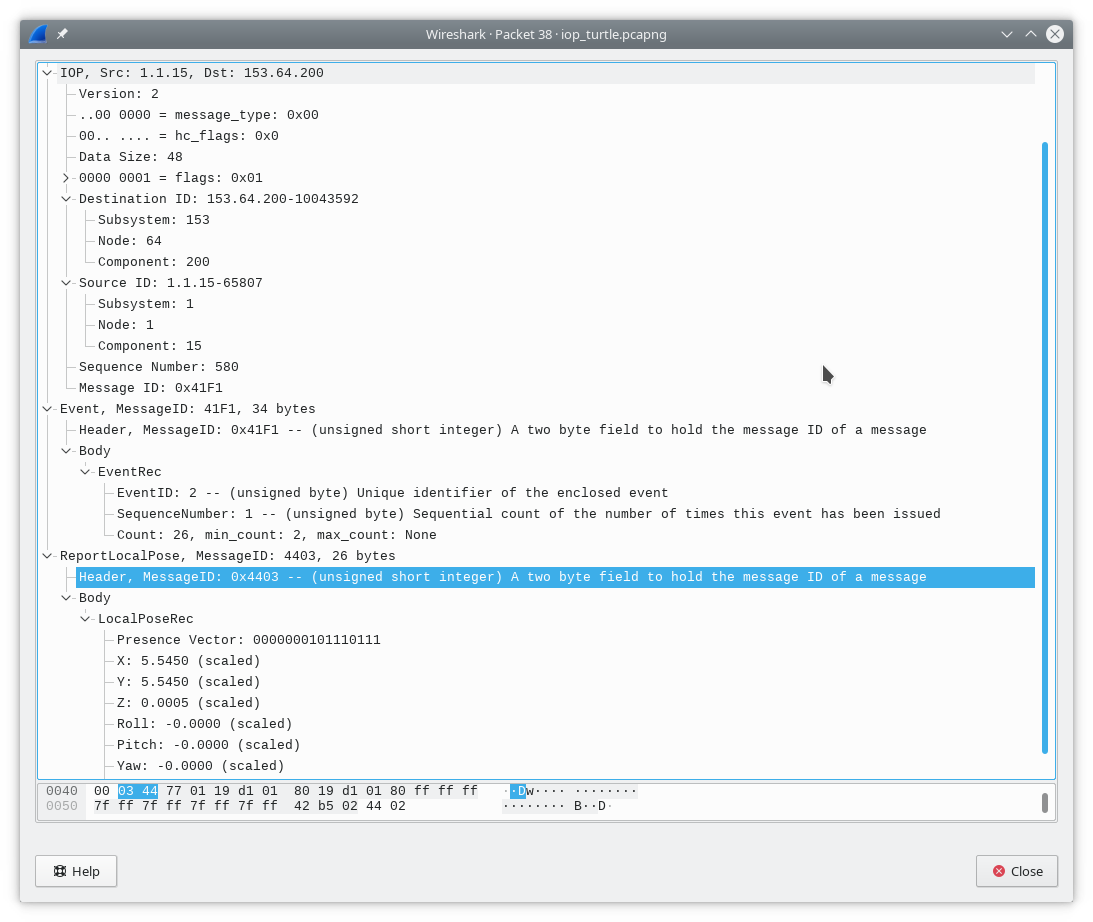 Wireshark · Packet 38 · iop_turtle.pcapng
IOP, Src: 1.1.15, Dst: 153.64.200
Version: 2
..00 0000 = message_type: 0x00
00.. .... = hc_flags: 0x0
Data Size: 48
0000 0001 = flags: 0x01
Destination ID: 153.64.200-10043592
Subsystem: 153
Node: 64
Component: 200
Source ID: 1.1.15-65807
Subsystem: 1
Node: 1
Component: 15
Sequence Number: 580
Message ID: 0x41F1
Event, MessageID: 41F1, 34 bytes
Header, MessageID: 0x41F1 -- (unsigned short integer) A two byte field to hold the message ID of a message
Body
EventRec
EventID: 2 -- (unsigned byte) Unique identifier of the enclosed event
SequenceNumber: 1 -- (unsigned byte) Sequential count of the number of times this event has been issued
Count: 26, min_count: 2, max_count: None
ReportLocalPose, MessageID: 4403, 26 bytes
Header, MessageID: 0x4403 -- (unsigned short integer) A two byte field to hold the message ID of a message
Body
LocalPoseRec
Presence Vector: 0000000101110111
X: 5.5450 (scaled)
Y: 5.5450 (scaled)
Z: 0.0005 (scaled)
Roll: -0.0000 (scaled)
Pitch: -0.0000 (scaled)
Yaw: -0.0000 (scaled)
0040 00 03 44 77 01 19 d1 01 80 19 d1 01 80 ff ff ff ··Dw···· ········
0050 7f ff 7f ff 7f ff 7f ff 42 b5 02 44 02 ········ B··D·
Help
Close